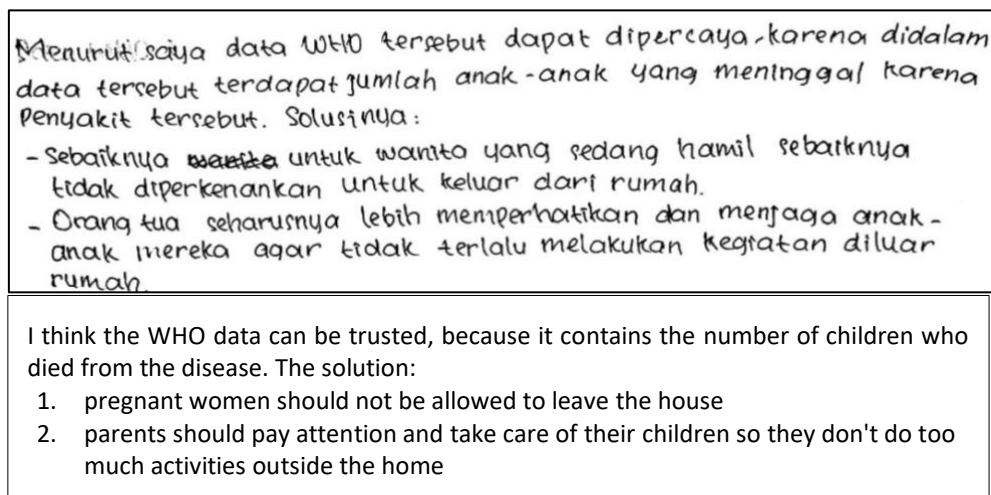 Menurut saya data WHO tersebut dapat dipercaya, karena didalam
data tersebut terdapat jumlah anak-anak yang meninggal karena
Penyakit tersebut. Solusinya:
- Sebaiknya untuk wanita yang sedang hamil sebaiknya
tidak diperkenankan untuk keluar dari rumah.
- Orang tua seharusnya lebih memperhatikan dan menjaga anak-
anak mereka agar tidak terlalu melakukan kegiatan diluar
rumah.
I think the WHO data can be trusted, because it contains the number of children who
died from the disease. The solution:
1. pregnant women should not be allowed to leave the house
2. parents should pay attention and take care of their children so they don't do too
much activities outside the home